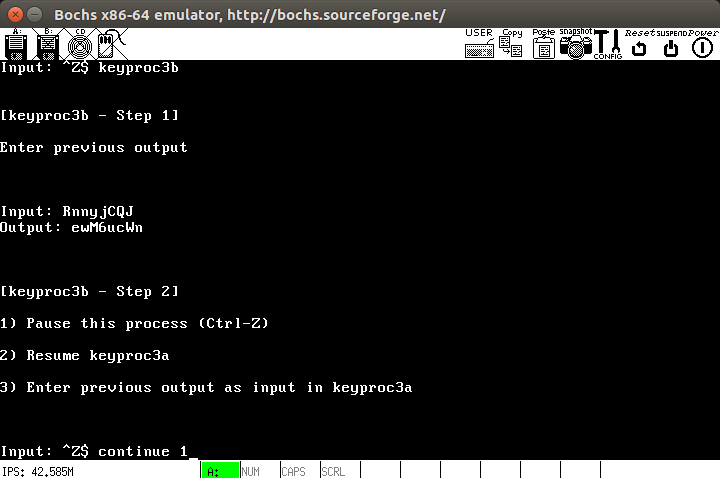 Bochs x86-64 emulator, http://bochs.sourceforge.net/
A: B: CD USER Copy Paste snapshot CONFIG Reset SUSPEND Power
Input: ^Z$ keyproc3b
[keyproc3b - Step 1]
Enter previous output
Input: RnnyjCQJ
Output: ewM6ucWn
[keyproc3b - Step 2]
1) Pause this process (Ctrl-Z)
2) Resume keyproc3a
3) Enter previous output as input in keyproc3a
Input: ^Z$ continue 1_
IPS: 42.585M A: NUM CAPS SCRL